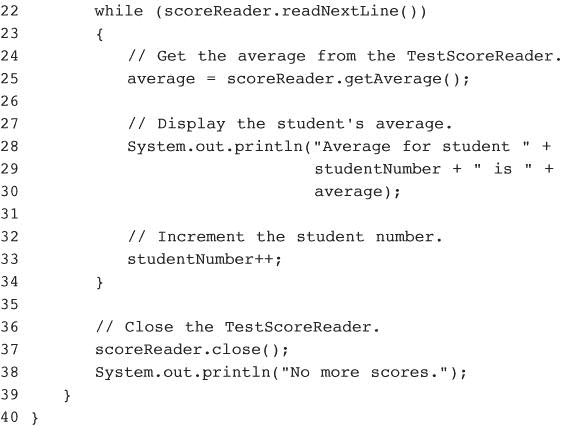 22 while (scoreReader.readNextLine())
23 {
24 // Get the average from the TestScoreReader.
25 average = scoreReader.getAverage();
26
27 // Display the student's average.
28 System.out.println("Average for student " +
29 studentNumber + " is " +
30 average);
31
32 // Increment the student number.
33 studentNumber++;
34 }
35
36 // Close the TestScoreReader.
37 scoreReader.close();
38 System.out.println("No more scores.");
39 }
40 }